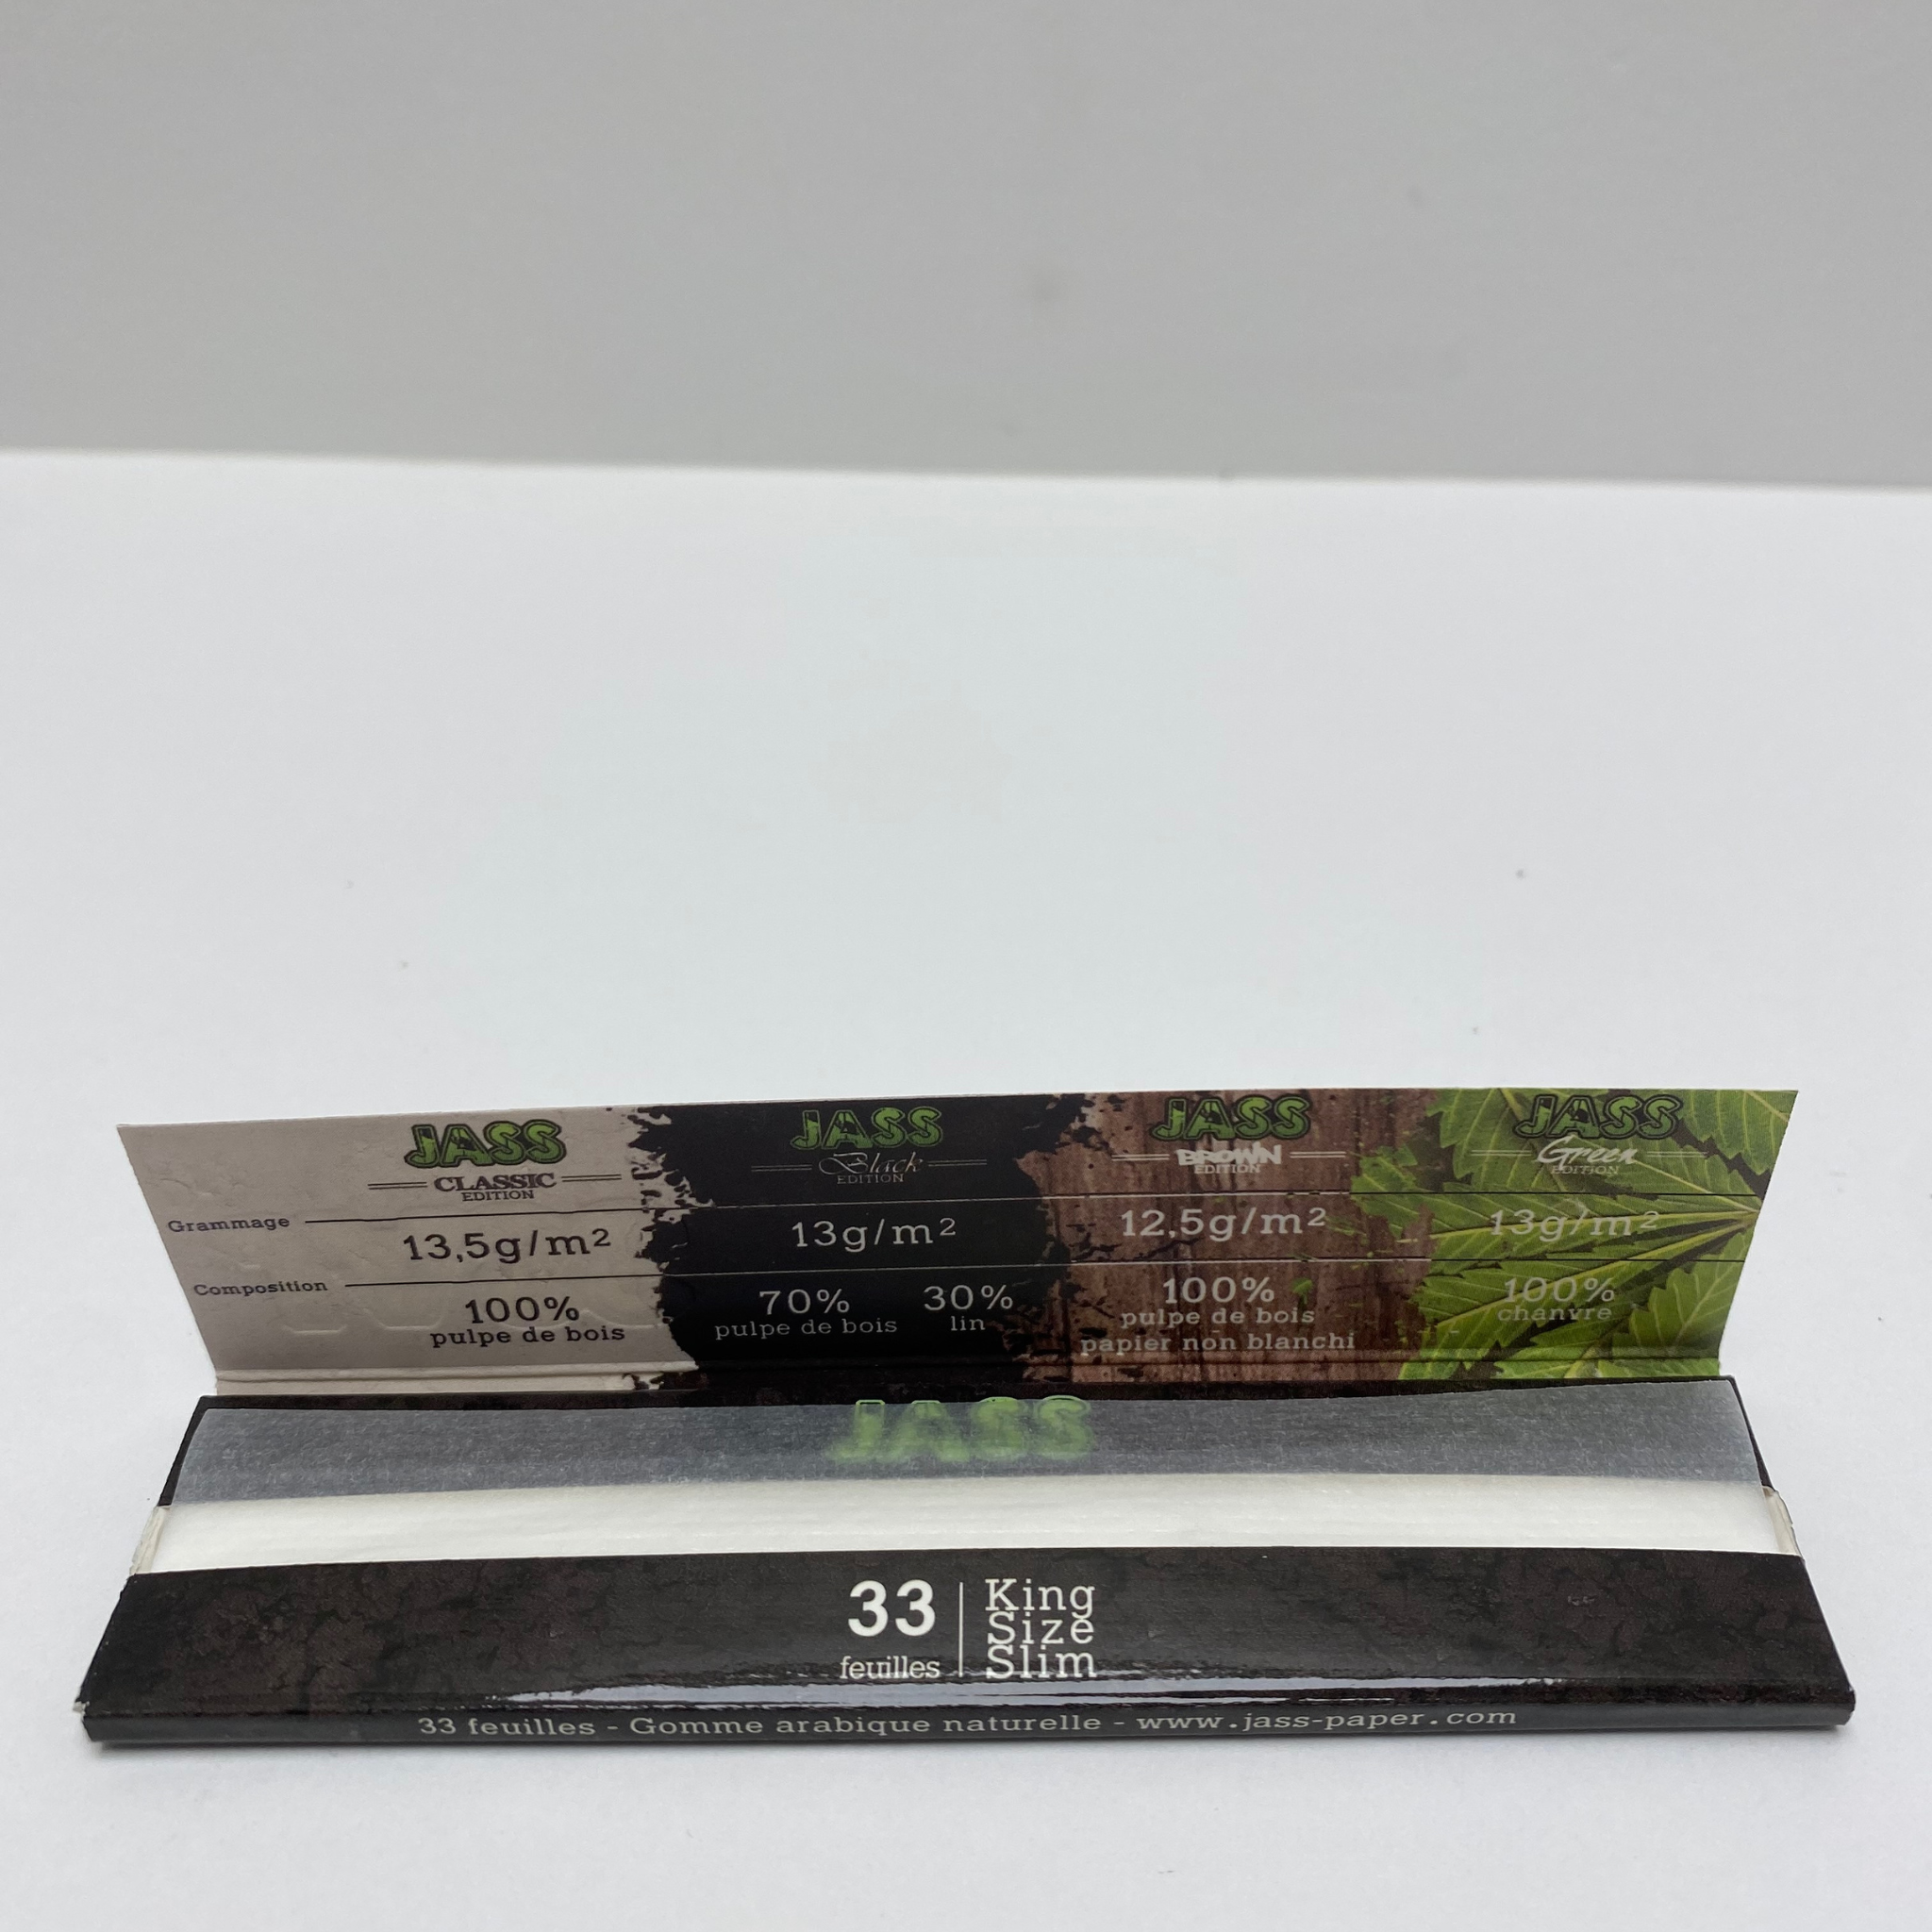 JASS JASS JASS JASS
CLASSIC Black BROWN Green
EDITION EDITION EDITION EDITION
Grammage
13,5g/m² 13g/m² 12,5g/m² 13g/m²
Composition
100% 70% 30% 100% 100%
pulpe de bois pulpe de bois lin pulpe de bois chanvre
papier non blanchi
JASS
33 King
Size
feuilles Slim
33 feuilles - Gomme arabique naturelle - www.jass-paper.com